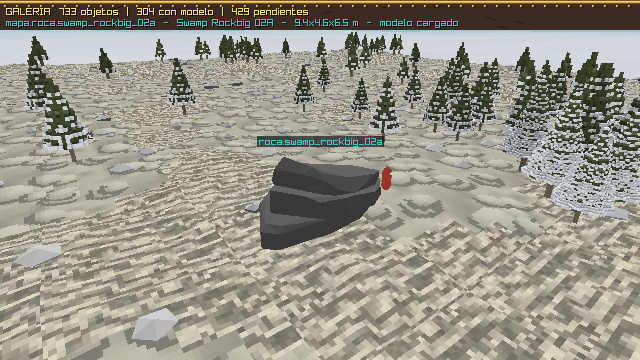 GALERIA 733 objetos | 304 con modelo | 429 pendientes
mapa.roca.swamp_rockbig_02a - Swamp Rockbig 02A - 9.4x4.6x6.5 m - modelo cargado
roca.swamp_rockbig_02a